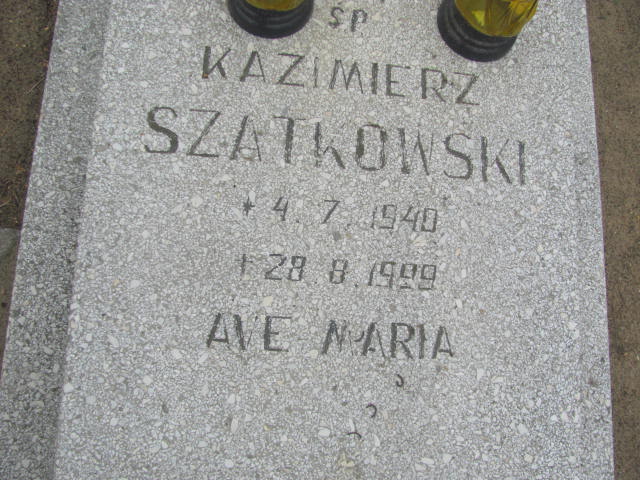 ŚP
KAZIMIERZ
SZATKOWSKI
* 4. 7. 1940
+ 28. 8. 1999
AVE MARIA